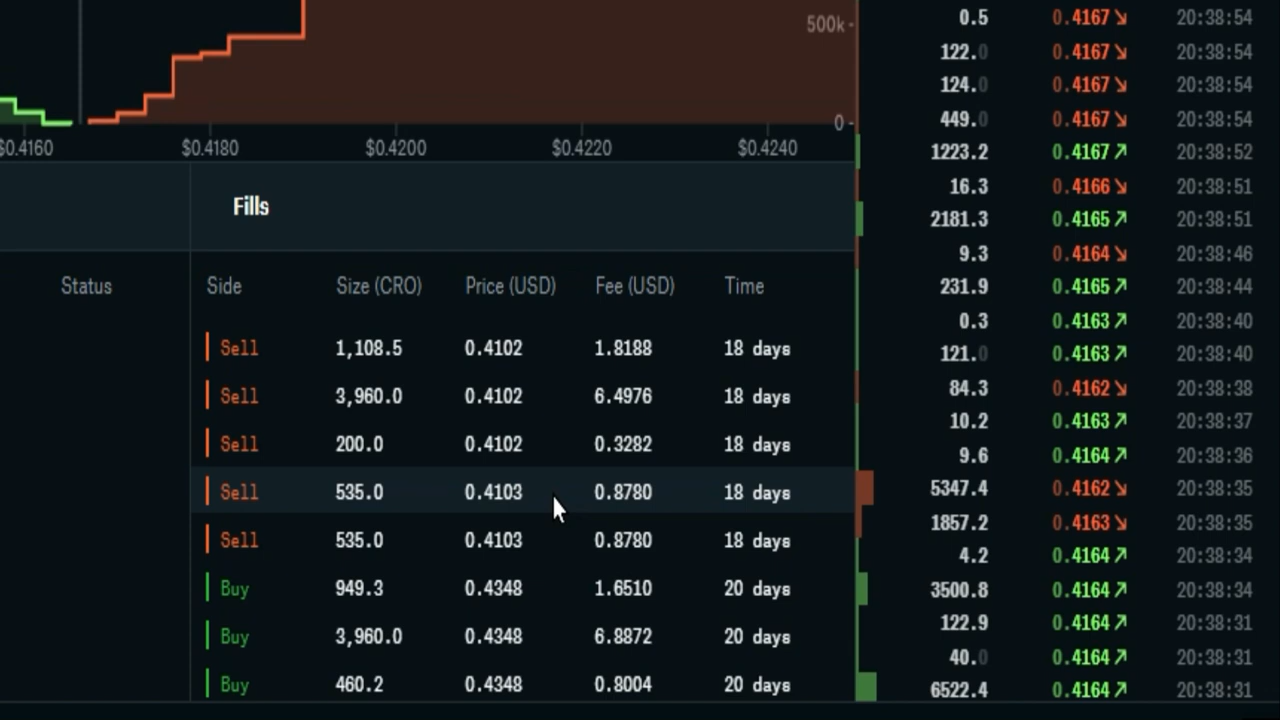 500k
0
$0.4160 $0.4180 $0.4200 $0.4220 $0.4240
Fills
Status Side Size (CRO) Price (USD) Fee (USD) Time
Sell 1,108.5 0.4102 1.8188 18 days
Sell 3,960.0 0.4102 6.4976 18 days
Sell 200.0 0.4102 0.3282 18 days
Sell 535.0 0.4103 0.8780 18 days
Sell 535.0 0.4103 0.8780 18 days
Buy 949.3 0.4348 1.6510 20 days
Buy 3,960.0 0.4348 6.8872 20 days
Buy 460.2 0.4348 0.8004 20 days
0.5 0.4167↘ 20:38:54
122.0 0.4167↘ 20:38:54
124.0 0.4167↘ 20:38:54
449.0 0.4167↘ 20:38:54
1223.2 0.4167↗ 20:38:52
16.3 0.4166↘ 20:38:51
2181.3 0.4165↗ 20:38:51
9.3 0.4164↘ 20:38:46
231.9 0.4165↗ 20:38:44
0.3 0.4163↗ 20:38:40
121.0 0.4163↗ 20:38:40
84.3 0.4162↘ 20:38:38
10.2 0.4163↗ 20:38:37
9.6 0.4164↗ 20:38:36
5347.4 0.4162↘ 20:38:35
1857.2 0.4163↘ 20:38:35
4.2 0.4164↗ 20:38:34
3500.8 0.4164↗ 20:38:34
122.9 0.4164↗ 20:38:31
40.0 0.4164↗ 20:38:31
6522.4 0.4164↗ 20:38:31